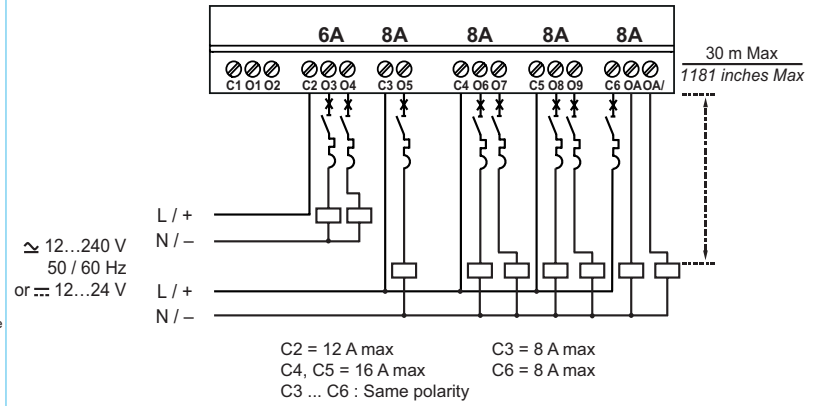 6A 8A 8A 8A 8A
C1 O1 O2 C2 O3 O4 C3 O5 C4 O6 O7 C5 O8 O9 C6 OA OA/
30 m Max
1181 inches Max
L / +
N / –
≃ 12...240 V
50 / 60 Hz
or ⎓ 12...24 V
L / +
N / –
e
C2 = 12 A max C3 = 8 A max
C4, C5 = 16 A max C6 = 8 A max
C3 ... C6 : Same polarity